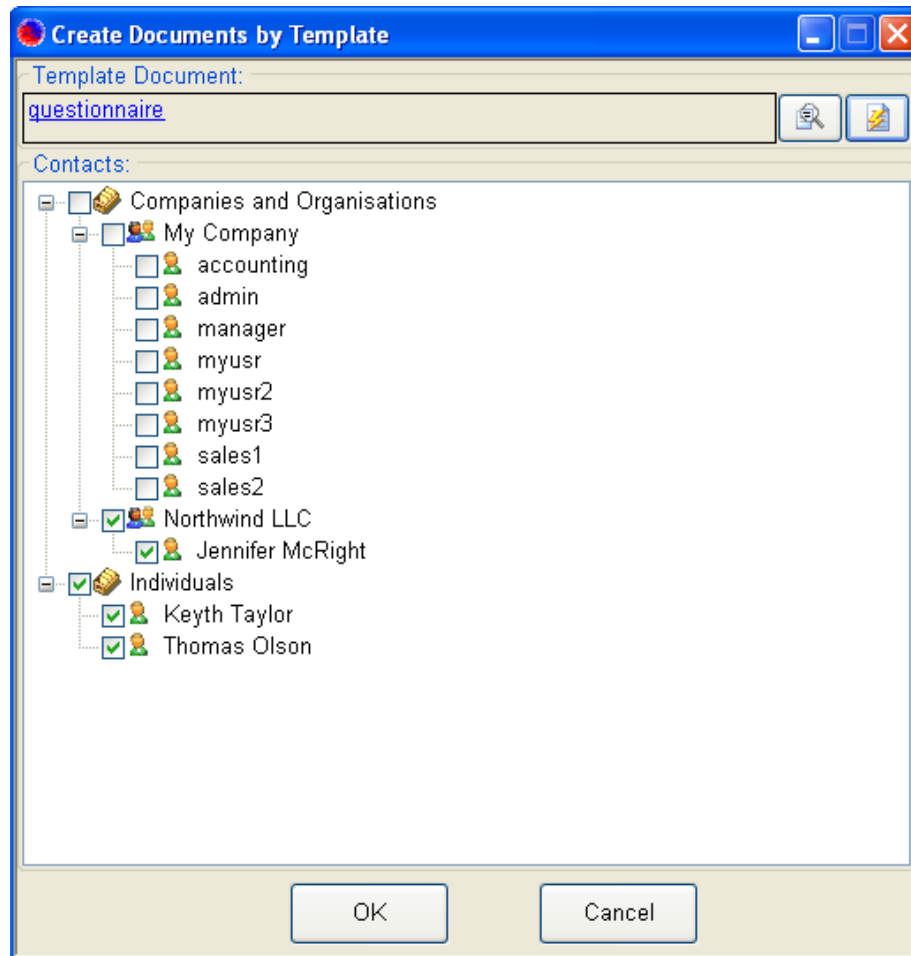 Create Documents by Template
Template Document:
questionnaire
Contacts:
Companies and Organisations
My Company
accounting
admin
manager
myusr
myusr2
myusr3
sales1
sales2
Northwind LLC
Jennifer McRight
Individuals
Keyth Taylor
Thomas Olson
OK Cancel